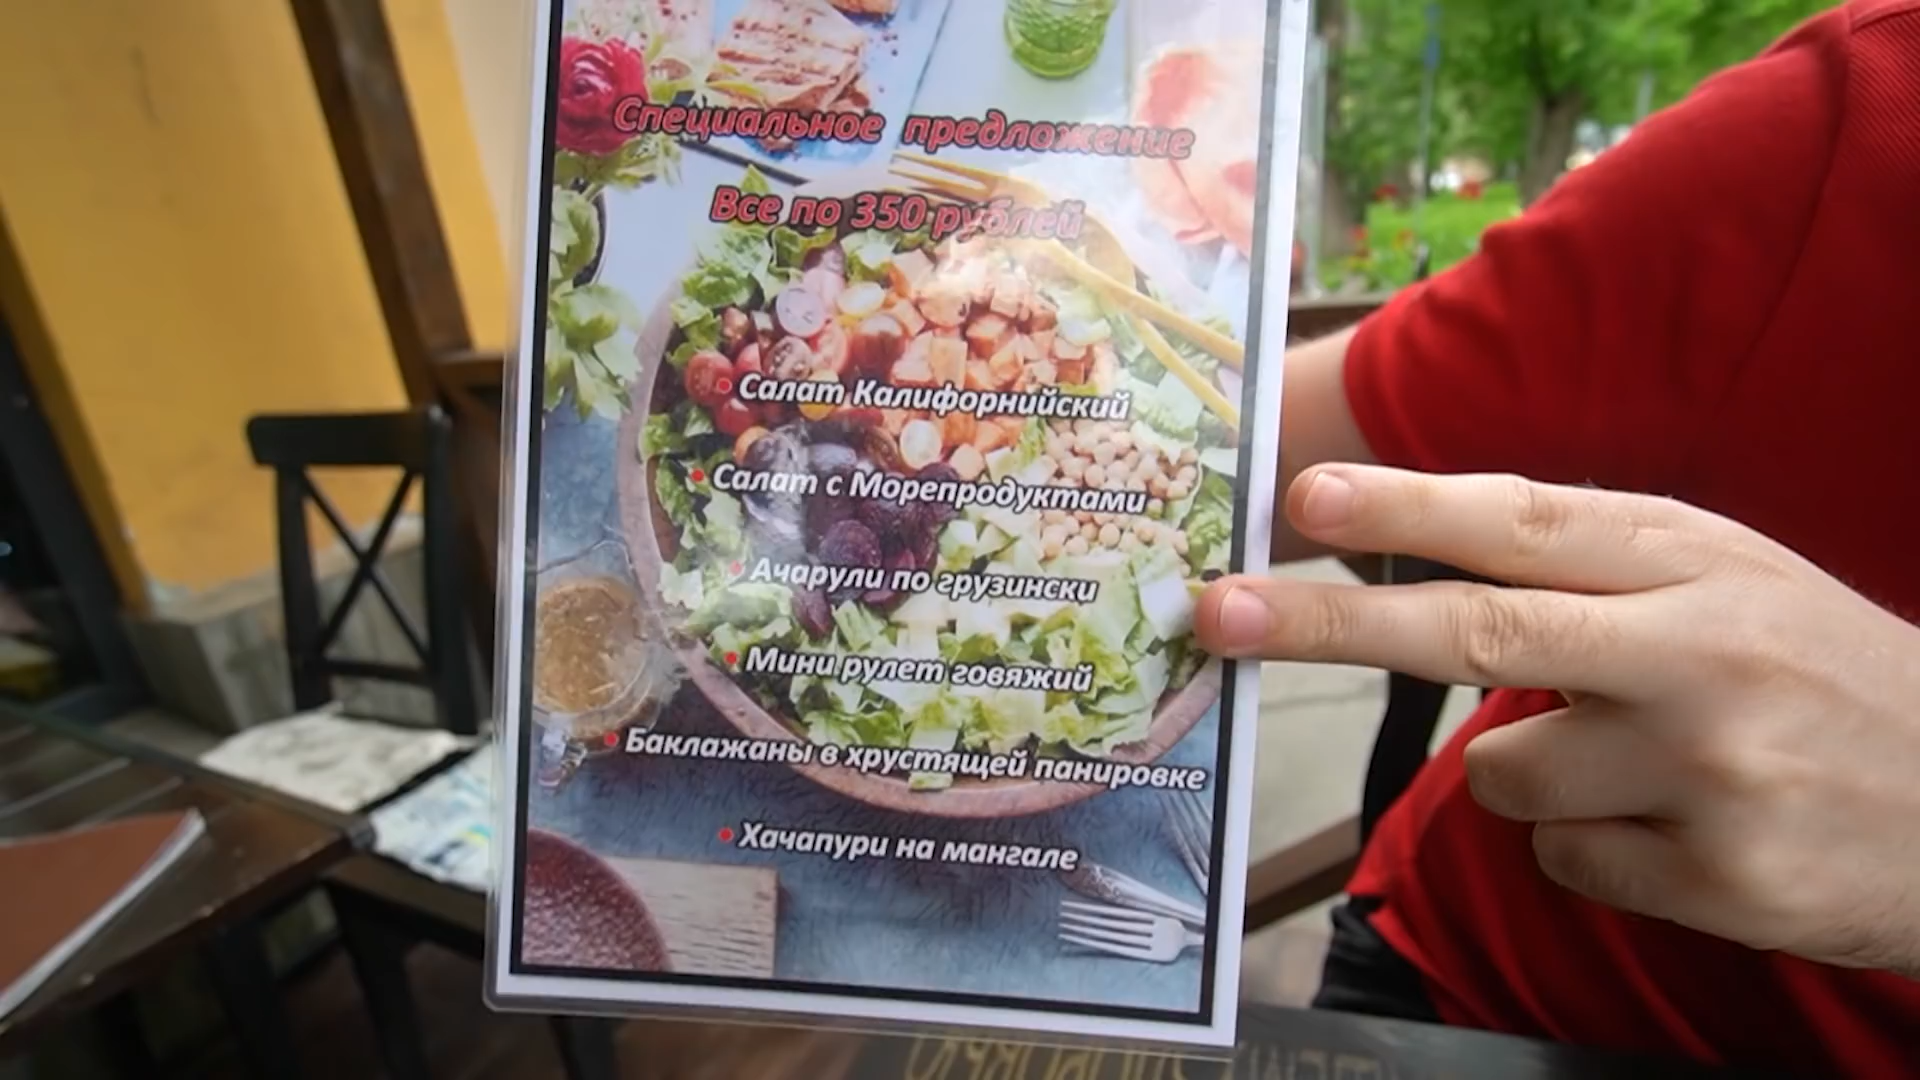 Специальное предложение
Все по 350 рублей
• Салат Калифорнийский
• Салат с Морепродуктами
• Ачарули по грузински
• Мини рулет говяжий
• Баклажаны в хрустящей панировке
• Хачапури на мангале